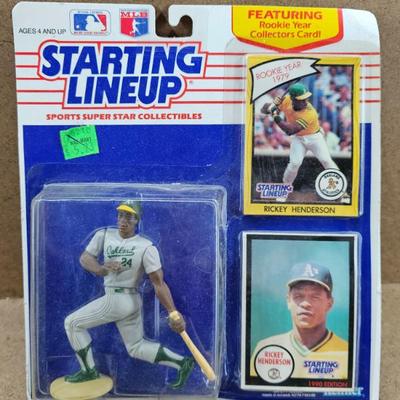 AGES 4 AND UP
MLB
FEATURING
Rookie Year
Collectors Card!
STARTING
LINEUP
SPORTS SUPER STAR COLLECTIBLES
ROOKIE YEAR
1979
STARTING
LINEUP
RICKEY HENDERSON
Oakland
24
A's
RICKEY
HENDERSON
STARTING
LINEUP
1990 EDITION
Kenner